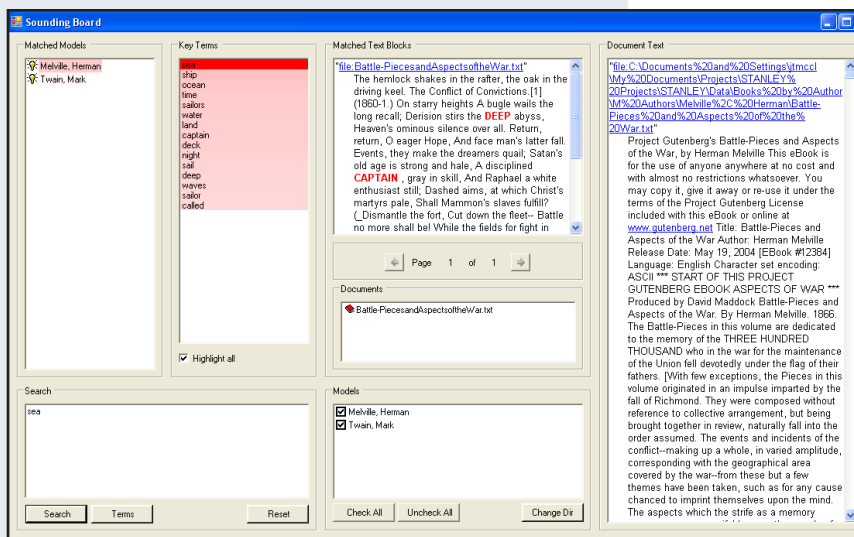 Sounding Board
Matched Models
Melville, Herman
Twain, Mark
Key Terms
sea
ship
ocean
time
sailors
water
land
captain
deck
night
sail
deep
waves
sailor
called
Highlight all
Matched Text Blocks
"file:Battle-PiecesandAspectsoftheWar.txt"
The hemlock shakes in the rafter, the oak in the
driving keel. The Conflict of Convictions.[1]
(1860-1.) On starry heights A bugle wails the
long recall; Derision stirs the DEEP abyss,
Heaven's ominous silence over all. Return,
return, O eager Hope, And face man's latter fall.
Events, they make the dreamers quail; Satan's
old age is strong and hale, A disciplined
CAPTAIN , gray in skill, And Raphael a white
enthusiast still; Dashed aims, at which Christ's
martyrs pale, Shall Mammon's slaves fulfill?
(_Dismantle the fort, Cut down the fleet-- Battle
no more shall be! While the fields for fight in
Page 1 of 1
Documents
Battle-PiecesandAspectsoftheWar.txt
Search
sea
Search
Terms
Reset
Models
Melville, Herman
Twain, Mark
Check All
Uncheck All
Change Dir
Document Text
"file:C:\Documents%20and%20Settings\jtmccl
\My%20Documents\Projects\STANLEY%
20Projects\STANLEY\Data\Books%20by%20Author
\M%20Authors\Melville%2C%20Herman\Battle-
Pieces%20and%20Aspects%20of%20the%
20War.txt"
Project Gutenberg's Battle-Pieces and Aspects
of the War, by Herman Melville This eBook is
for the use of anyone anywhere at no cost and
with almost no restrictions whatsoever. You
may copy it, give it away or re-use it under the
terms of the Project Gutenberg License
included with this eBook or online at
www.gutenberg.net Title: Battle-Pieces and
Aspects of the War Author: Herman Melville
Release Date: May 19, 2004 [EBook #12384]
Language: English Character set encoding:
ASCII *** START OF THIS PROJECT
GUTENBERG EBOOK ASPECTS OF WAR ***
Produced by David Maddock Battle-Pieces and
Aspects of the War. By Herman Melville. 1866.
The Battle-Pieces in this volume are dedicated
to the memory of the THREE HUNDRED
THOUSAND who in the war for the maintenance
of the Union fell devotedly under the flag of their
fathers. [With few exceptions, the Pieces in this
volume originated in an impulse imparted by the
fall of Richmond. They were composed without
reference to collective arrangement, but being
brought together in review, naturally fall into the
order assumed. The events and incidents of the
conflict--making up a whole, in varied amplitude,
corresponding with the geographical area
covered by the war--from these but a few
themes have been taken, such as for any cause
chanced to imprint themselves upon the mind.
The aspects which the strife as a memory